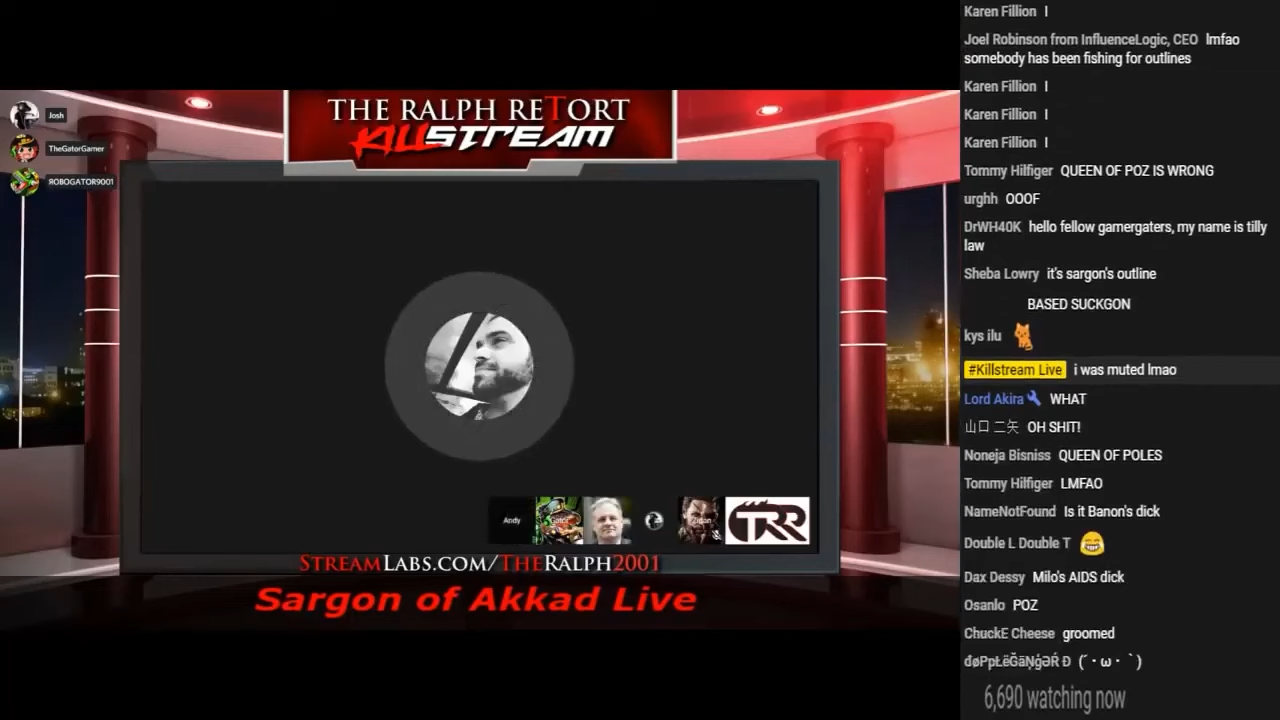 THE RALPH RETORT
KILLSTREAM
Josh
TheGatorGamer
ROBOGATOR9001
Andy
Gator
Zidan
TRR
STREAMLABS.COM/THERALPH2001
Sargon of Akkad Live
Karen Fillion I
Joel Robinson from InfluenceLogic, CEO lmfao
somebody has been fishing for outlines
Karen Fillion I
Karen Fillion I
Karen Fillion I
Tommy Hilfiger QUEEN OF POZ IS WRONG
urghh OOOF
DrWH40K hello fellow gamergaters, my name is tilly
law
Sheba Lowry it's sargon's outline
BASED SUCKGON
kys ilu
#Killstream Live i was muted lmao
Lord Akira WHAT
山口 二矢 OH SHIT!
Noneja Bisniss QUEEN OF POLES
Tommy Hilfiger LMFAO
NameNotFound Is it Banon's dick
Double L Double T 😂
Dax Dessy Milo's AIDS dick
Osanlo POZ
ChuckE Cheese groomed
đøPpŁëĞäŅģƏŔ Đ (´・ω・`)
6,690 watching now